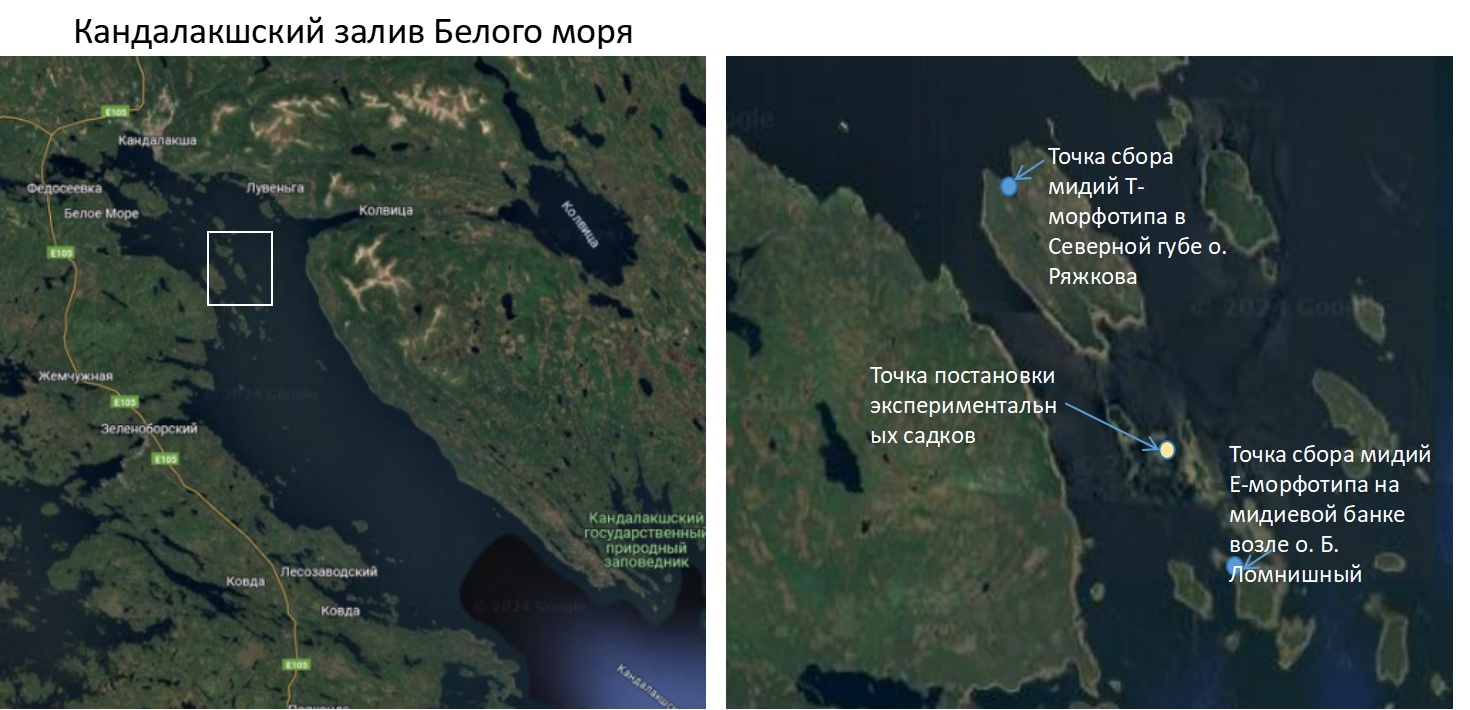 Кандалакшский залив Белого моря
E105
Кандалакша
Федосеевка
Лувеньга
Белое Море
Колвица
Колвица
E105
Жемчужная
© 2024 Google
E105
Зеленоборский
E105
Кандалакшский
государственный
природный
заповедник
Лесозаводский
Ковда
Ковда
© 2024 Google
E105
Точка сбора
мидий Т-
морфотипа в
Северной губе о.
Ряжкова
© 2024 Google
Точка постановки
экспериментальн
ых садков
Точка сбора мидий
Е-морфотипа на
мидиевой банке
возле о. Б.
Ломнишный